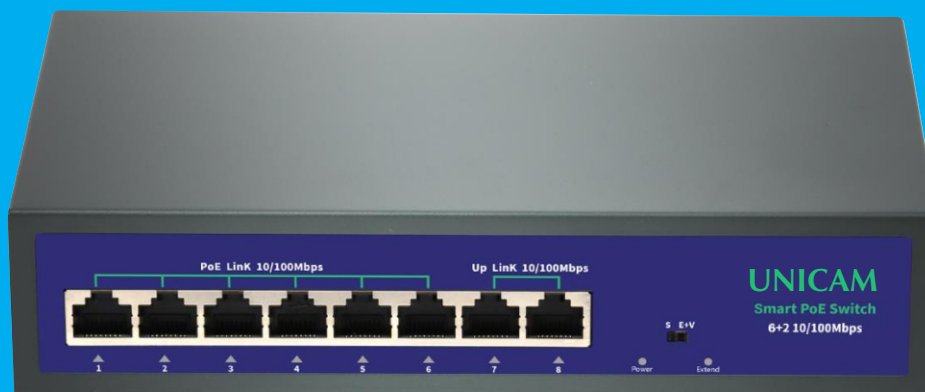 PoE LinK 10/100Mbps
Up LinK 10/100Mbps
UNICAM
Smart PoE Switch
6+2 10/100Mbps
S E+V
1 2 3 4 5 6 7 8
Power
Extend